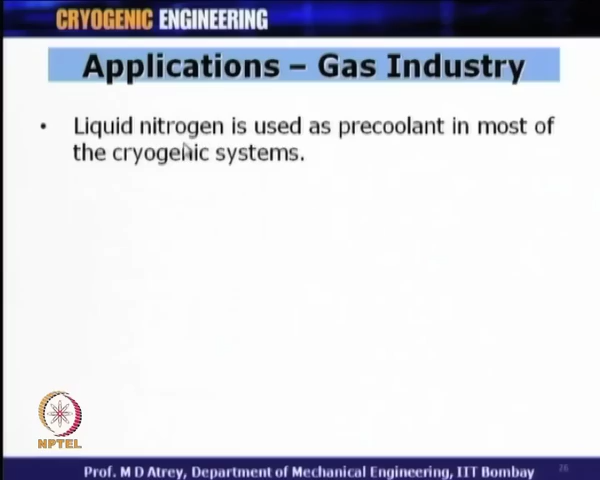 CRYOGENIC ENGINEERING
Applications – Gas Industry
• Liquid nitrogen is used as precoolant in most of
the cryogenic systems.
NPTEL
Prof. M D Atrey, Department of Mechanical Engineering, IIT Bombay
26